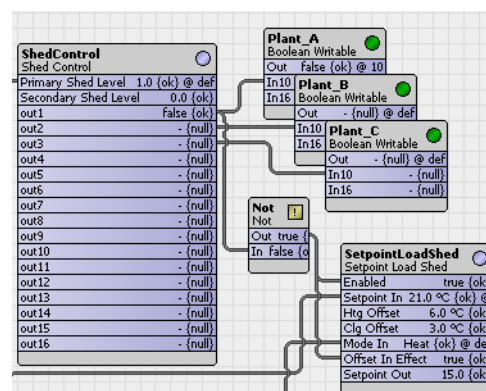 ShedControl
Shed Control
Primary Shed Level 1.0 {ok} @ def
Secondary Shed Level 0.0 {ok}
out1 false {ok}
out2 - {null}
out3 - {null}
out4 - {null}
out5 - {null}
out6 - {null}
out7 - {null}
out8 - {null}
out9 - {null}
out10 - {null}
out11 - {null}
out12 - {null}
out13 - {null}
out14 - {null}
out15 - {null}
out16 - {null}
Plant_A
Boolean Writable
Out false {ok} @ 10
In10
In16
Plant_B
Boolean Writable
Out - {null} @ def
In10
In16
Plant_C
Boolean Writable
Out - {null} @ def
In10 - {null}
In16 - {null}
Not
Not
Out true {
In false {o
SetpointLoadShed
Setpoint Load Shed
Enabled true {ok
Setpoint In 21.0 ºC {ok} @
Htg Offset 6.0 ºC {ok
Clg Offset 3.0 ºC {ok
Mode In Heat {ok} @ de
Offset In Effect true {ok
Setpoint Out 15.0 {ok